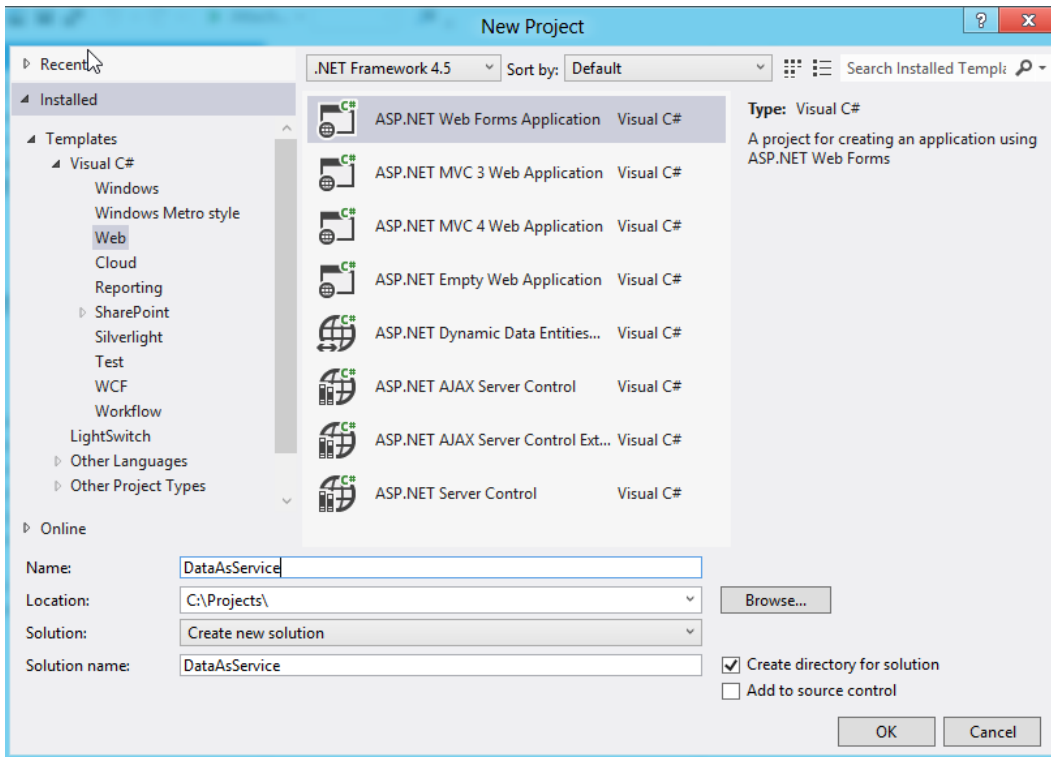 New Project
?
x
Recent
.NET Framework 4.5
Sort by: Default
Search Installed Templa
Installed
Templates
Visual C#
Windows
Windows Metro style
Web
Cloud
Reporting
SharePoint
Silverlight
Test
WCF
Workflow
LightSwitch
Other Languages
Other Project Types
Online
C# ASP.NET Web Forms Application Visual C#
C# ASP.NET MVC 3 Web Application Visual C#
C# ASP.NET MVC 4 Web Application Visual C#
C# ASP.NET Empty Web Application Visual C#
C# ASP.NET Dynamic Data Entities... Visual C#
C# ASP.NET AJAX Server Control Visual C#
C# ASP.NET AJAX Server Control Ext... Visual C#
C# ASP.NET Server Control Visual C#
Type: Visual C#
A project for creating an application using
ASP.NET Web Forms
Name: DataAsService
Location: C:\Projects\
Browse...
Solution: Create new solution
Solution name: DataAsService
Create directory for solution
Add to source control
OK
Cancel